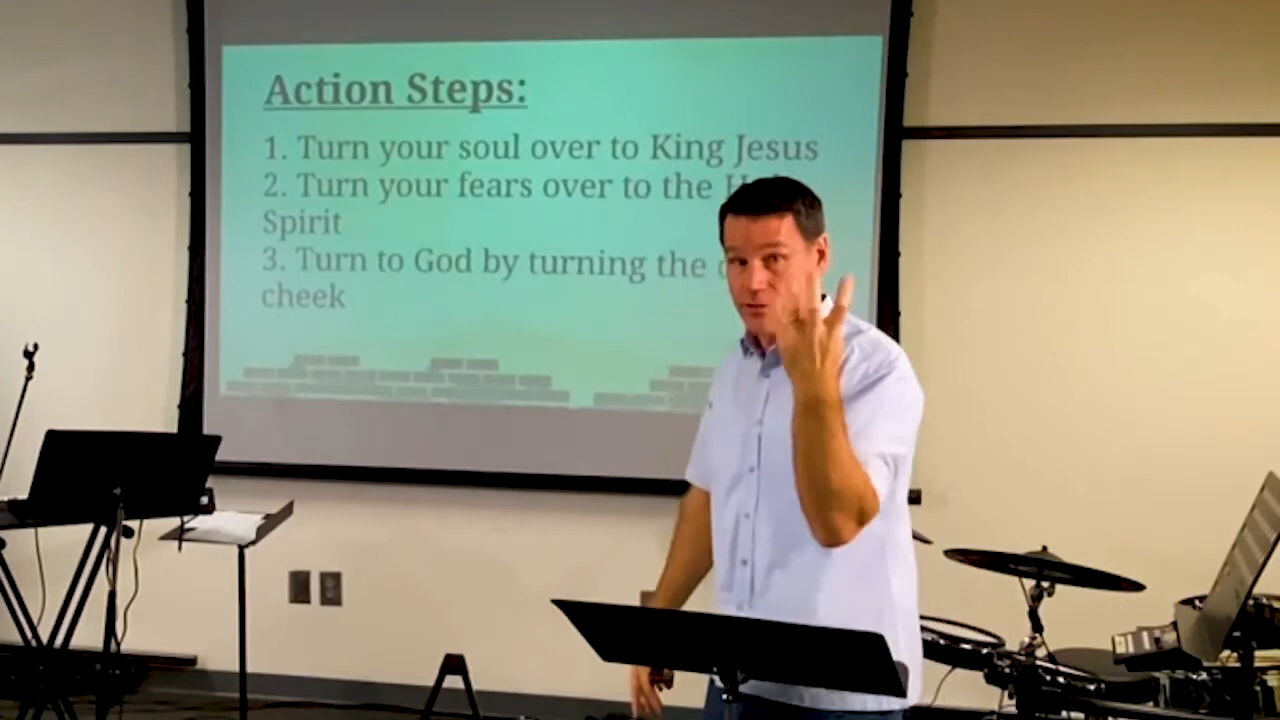 Action Steps:
1. Turn your soul over to King Jesus
2. Turn your fears over to the
Spirit
3. Turn to God by turning the
cheek